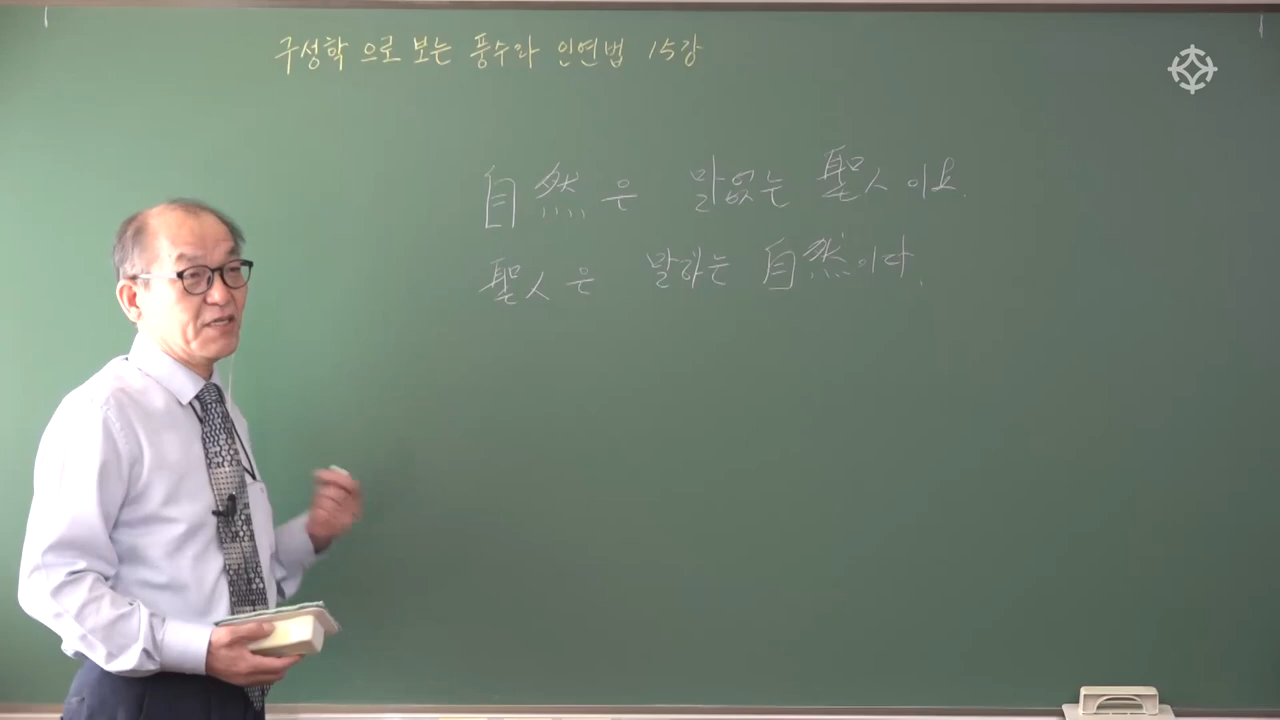 구성학 으로 보는 풍수와 인연법 15강
自然은 말없는 聖人이요.
聖人은 말하는 自然이다.